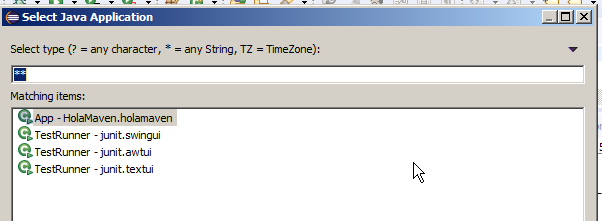 Select Java Application
Select type (? = any character, * = any String, TZ = TimeZone):
**
Matching items:
App - HolaMaven.holamaven
TestRunner - junit.swingui
TestRunner - junit.awtui
TestRunner - junit.textui